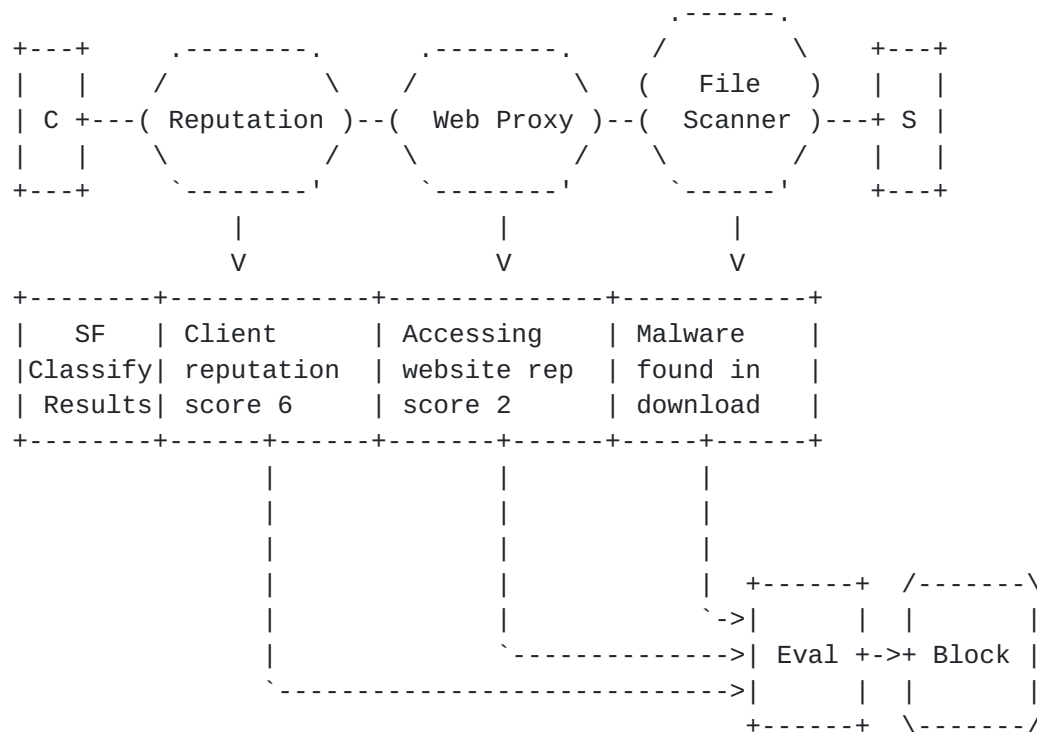 File
C Reputation Web Proxy Scanner S
V V V
SF Client Accessing Malware
Classify reputation website rep found in
Results score 6 score 2 download
Eval Block